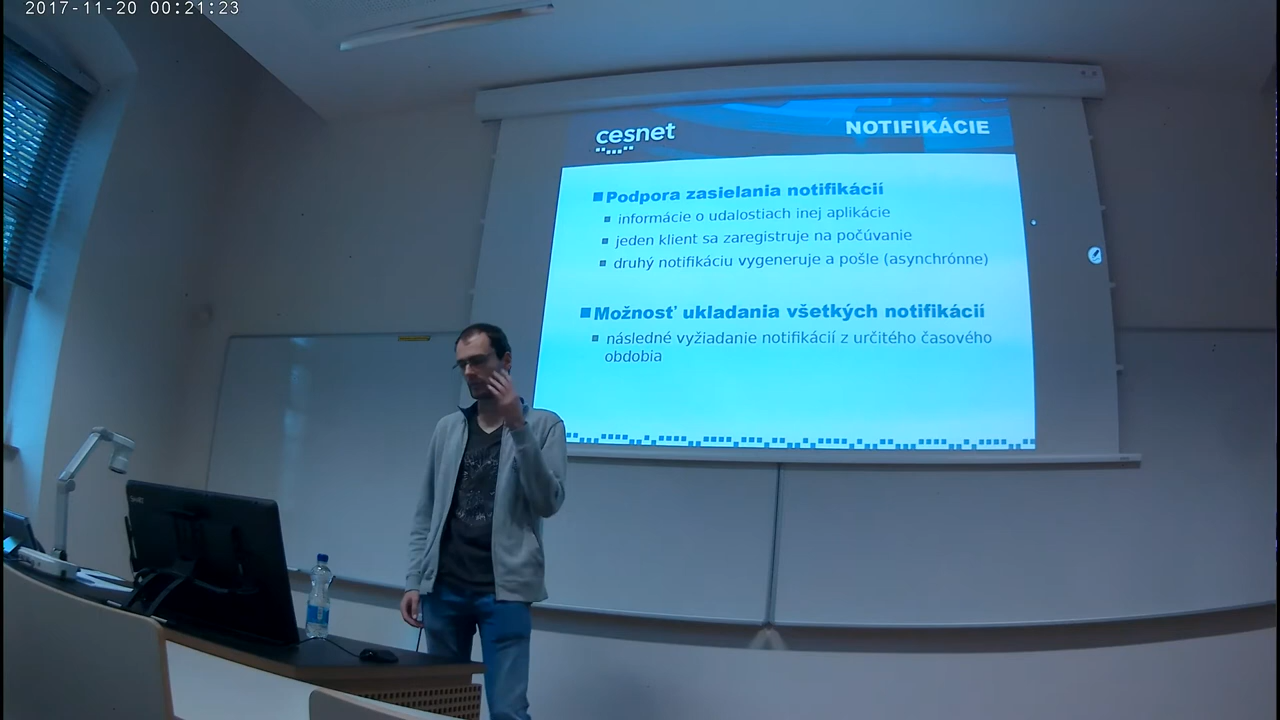 2017-11-20 00:21:23
cesnet
NOTIFIKÁCIE
Podpora zasielania notifikácií
informácie o udalostiach inej aplikácie
jeden klient sa zaregistruje na počúvanie
druhý notifikáciu vygeneruje a pošle (asynchrónne)
Možnosť ukladania všetkých notifikácií
následné vyžiadanie notifikácií z určitého časového
obdobia